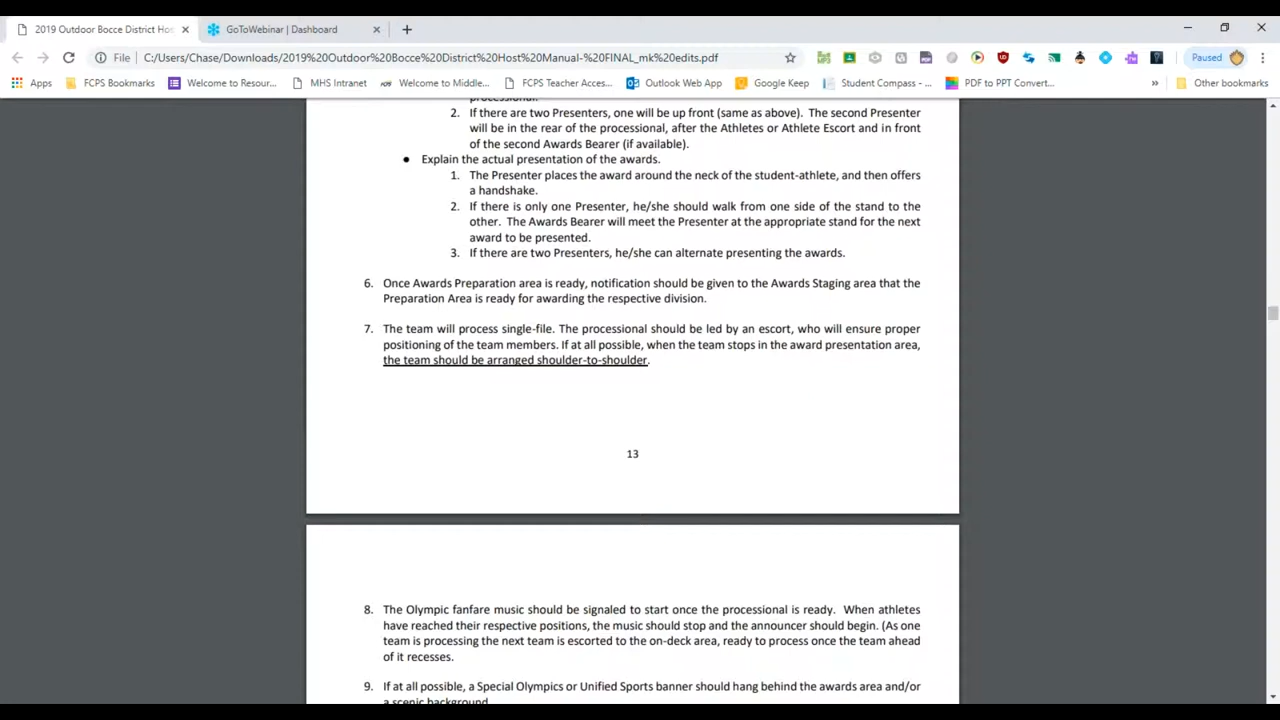 2019 Outdoor Bocce District Hos
GoToWebinar | Dashboard
File
C:/Users/Chase/Downloads/2019%20Outdoor%20Bocce%20District%20Host%20Manual-%20FINAL_mk%20edits.pdf
Paused
Apps
FCPS Bookmarks
Welcome to Resour...
MHS Intranet
Welcome to Middle...
FCPS Teacher Acces...
Outlook Web App
Google Keep
Student Compass -...
PDF to PPT Convert...
»
Other bookmarks
processional.
2. If there are two Presenters, one will be up front (same as above). The second Presenter
will be in the rear of the processional, after the Athletes or Athlete Escort and in front
of the second Awards Bearer (if available).
• Explain the actual presentation of the awards.
1. The Presenter places the award around the neck of the student-athlete, and then offers
a handshake.
2. If there is only one Presenter, he/she should walk from one side of the stand to the
other. The Awards Bearer will meet the Presenter at the appropriate stand for the next
award to be presented.
3. If there are two Presenters, he/she can alternate presenting the awards.
6. Once Awards Preparation area is ready, notification should be given to the Awards Staging area that the
Preparation Area is ready for awarding the respective division.
7. The team will process single-file. The processional should be led by an escort, who will ensure proper
positioning of the team members. If at all possible, when the team stops in the award presentation area,
the team should be arranged shoulder-to-shoulder.
13
8. The Olympic fanfare music should be signaled to start once the processional is ready. When athletes
have reached their respective positions, the music should stop and the announcer should begin. (As one
team is processing the next team is escorted to the on-deck area, ready to process once the team ahead
of it recesses.
9. If at all possible, a Special Olympics or Unified Sports banner should hang behind the awards area and/or
a scenic background.